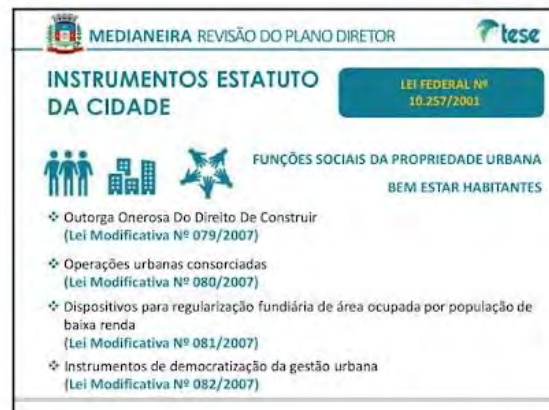 MEDIANEIRA REVISÃO DO PLANO DIRETOR
tese
INSTRUMENTOS ESTATUTO
DA CIDADE
LEI FEDERAL Nº
10.257/2001
FUNÇÕES SOCIAIS DA PROPRIEDADE URBANA
BEM ESTAR HABITANTES
❖ Outorga Onerosa Do Direito De Construir
(Lei Modificativa Nº 079/2007)
❖ Operações urbanas consorciadas
(Lei Modificativa Nº 080/2007)
❖ Dispositivos para regularização fundiária de área ocupada por população de
baixa renda
(Lei Modificativa Nº 081/2007)
❖ Instrumentos de democratização da gestão urbana
(Lei Modificativa Nº 082/2007)